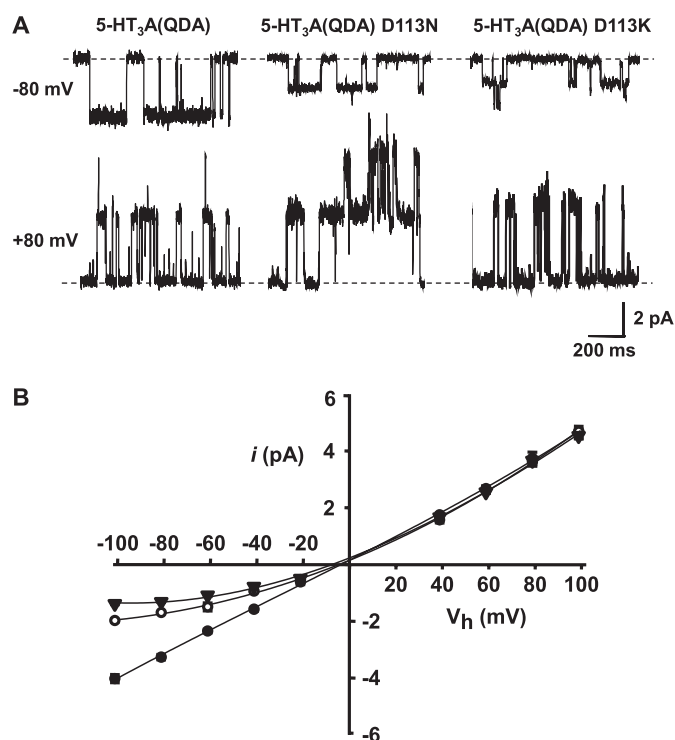 A
5-HT3A(QDA) 5-HT3A(QDA) D113N 5-HT3A(QDA) D113K
-80 mV
+80 mV
2 pA
200 ms
B
6
i (pA)
4
2
-100 -80 -60 -40 -20
20 40 60 80 100
Vh (mV)
-2
-4
-6